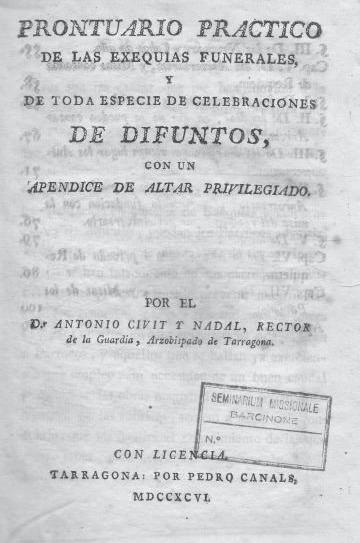 PRONTUARIO PRACTICO
DE LAS EXEQUIAS FUNERALES,
Y
DE TODA ESPECIE DE CELEBRACIONES
DE DIFUNTOS,
CON UN
APENDICE DE ALTAR PRIVILEGIADO.
POR EL
D.r ANTONIO CIVIT Y NADAL, RECTOR
de la Guardia, Arzobispado de Tarragona.
SEMINARIUM MISSIONALE
BARCINONE
N.º
CON LICENCIA.
TARRAGONA: POR PEDRO CANALS,
MDCCXCVI.